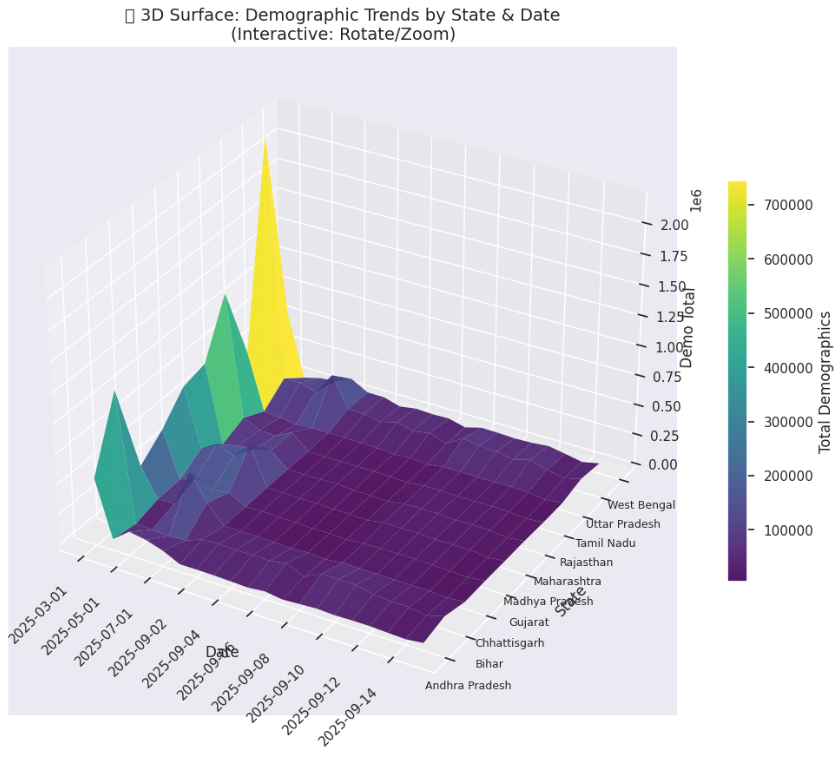 3D Surface: Demographic Trends by State & Date
(Interactive: Rotate/Zoom)
1e6
2.00
1.75
1.50
1.25
1.00
0.75
0.50
0.25
0.00
Demo Total
West Bengal
Uttar Pradesh
Tamil Nadu
Rajasthan
Maharashtra
Madhya Pradesh
Gujarat
Chhattisgarh
Bihar
Andhra Pradesh
State
2025-03-01
2025-05-01
2025-07-01
2025-09-02
2025-09-04
2025-09-06
2025-09-08
2025-09-10
2025-09-12
2025-09-14
Date
700000
600000
500000
400000
300000
200000
100000
Total Demographics